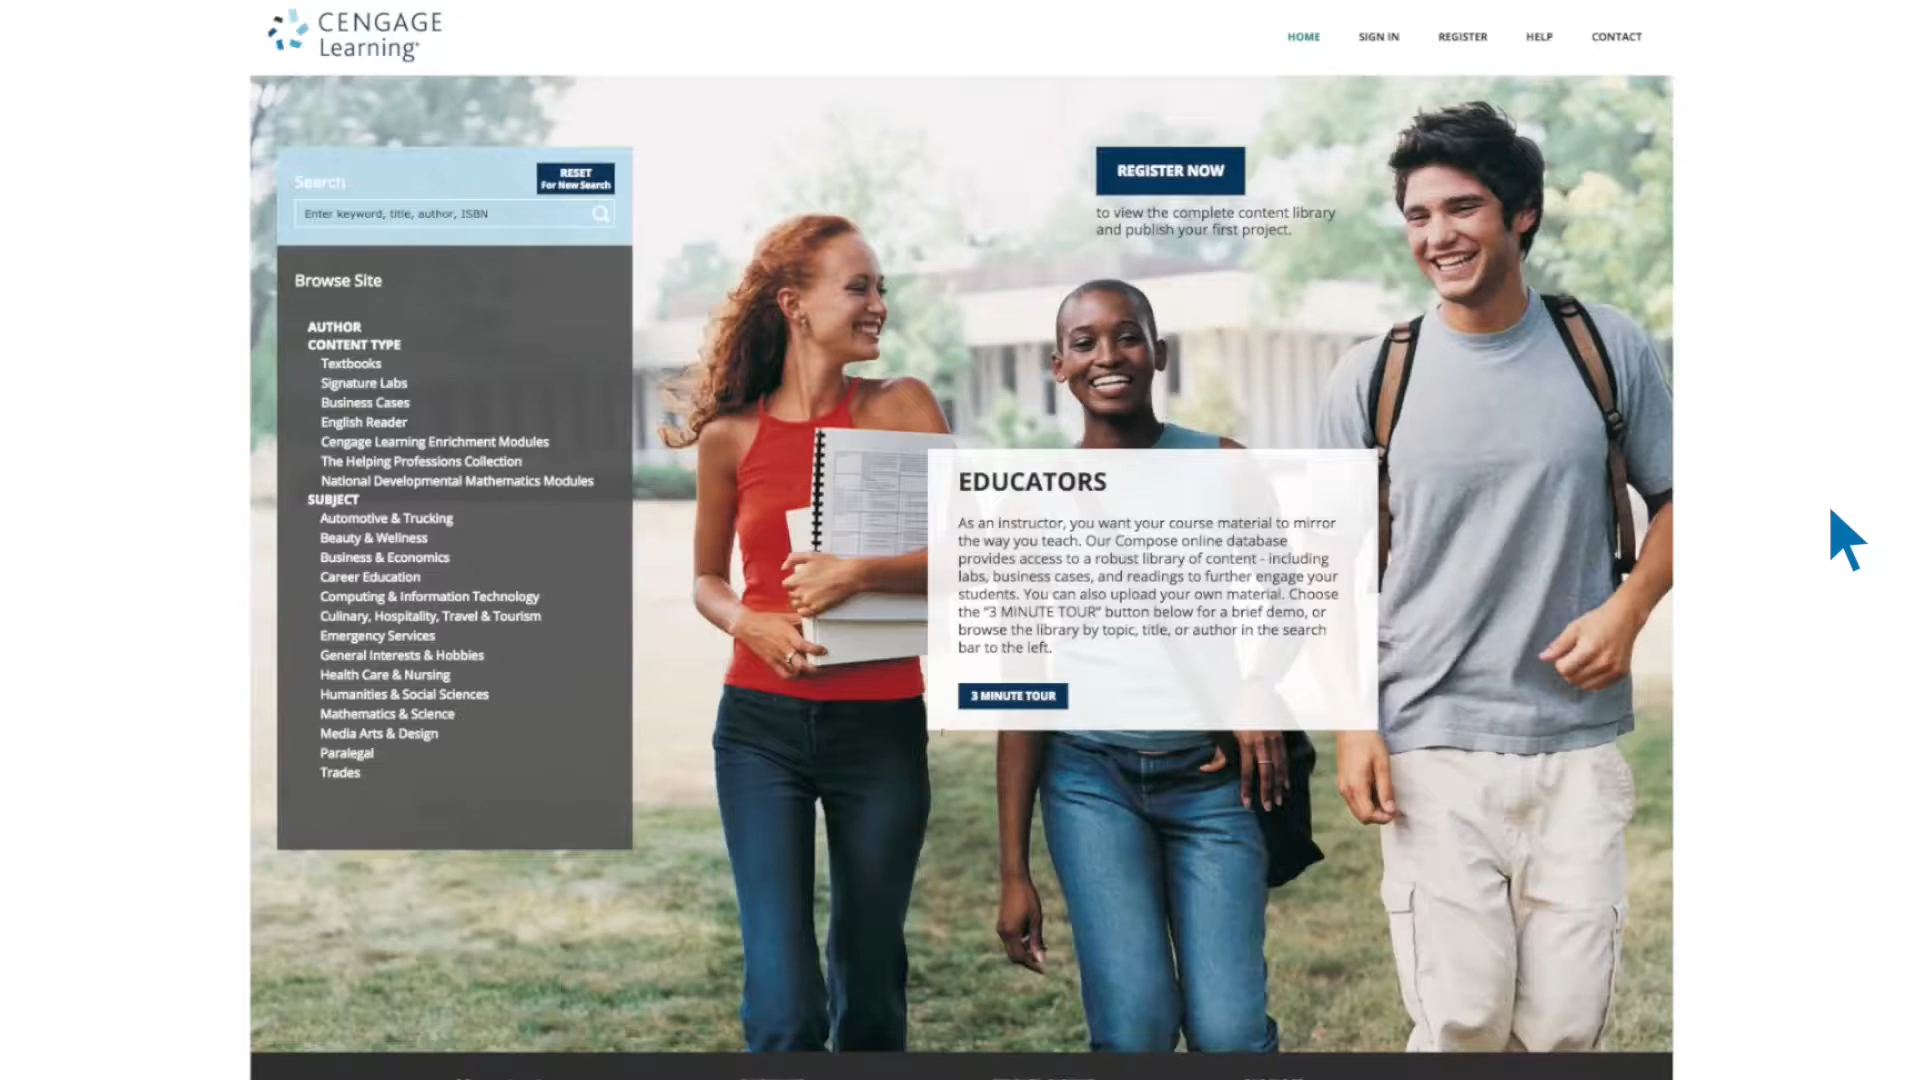 CENGAGE
Learning
HOME
SIGN IN
REGISTER
HELP
CONTACT
Search
RESET
For New Search
Enter keyword, title, author, ISBN
Browse Site
AUTHOR
CONTENT TYPE
Textbooks
Signature Labs
Business Cases
English Reader
Cengage Learning Enrichment Modules
The Helping Professions Collection
National Developmental Mathematics Modules
SUBJECT
Automotive & Trucking
Beauty & Wellness
Business & Economics
Career Education
Computing & Information Technology
Culinary, Hospitality, Travel & Tourism
Emergency Services
General Interests & Hobbies
Health Care & Nursing
Humanities & Social Sciences
Mathematics & Science
Media Arts & Design
Paralegal
Trades
REGISTER NOW
to view the complete content library
and publish your first project.
EDUCATORS
As an instructor, you want your course material to mirror
the way you teach. Our Compose online database
provides access to a robust library of content - including
labs, business cases, and readings to further engage your
students. You can also upload your own material. Choose
the "3 MINUTE TOUR" button below for a brief demo, or
browse the library by topic, title, or author in the search
bar to the left.
3 MINUTE TOUR